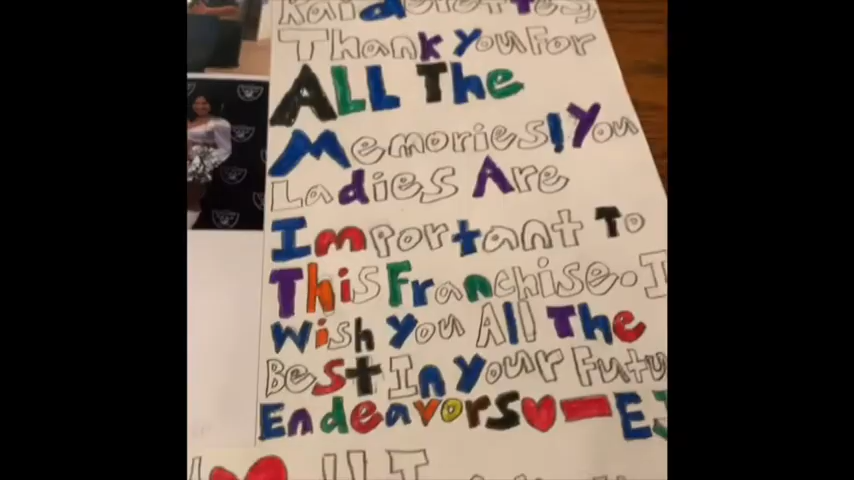 Raiderettes
Thank you For
ALL The
Memories! You
Ladies Are
Important To
This Franchise. I
Wish you All The
Best In your Futu
Endeavors ♥ — EJ